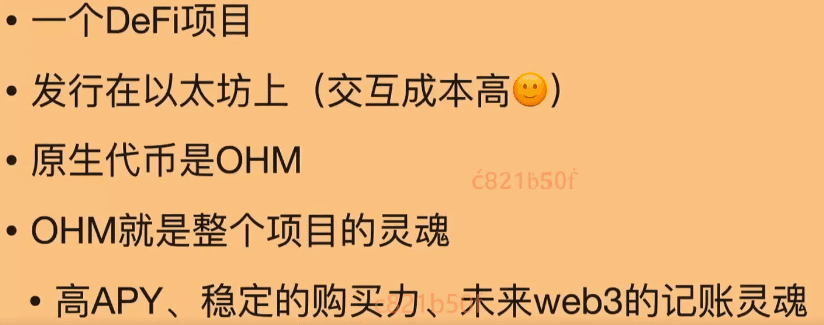 • 一个DeFi项目
• 发行在以太坊上（交互成本高🙂）
• 原生代币是OHM
• OHM就是整个项目的灵魂
• 高APY、稳定的购买力、未来web3的记账灵魂